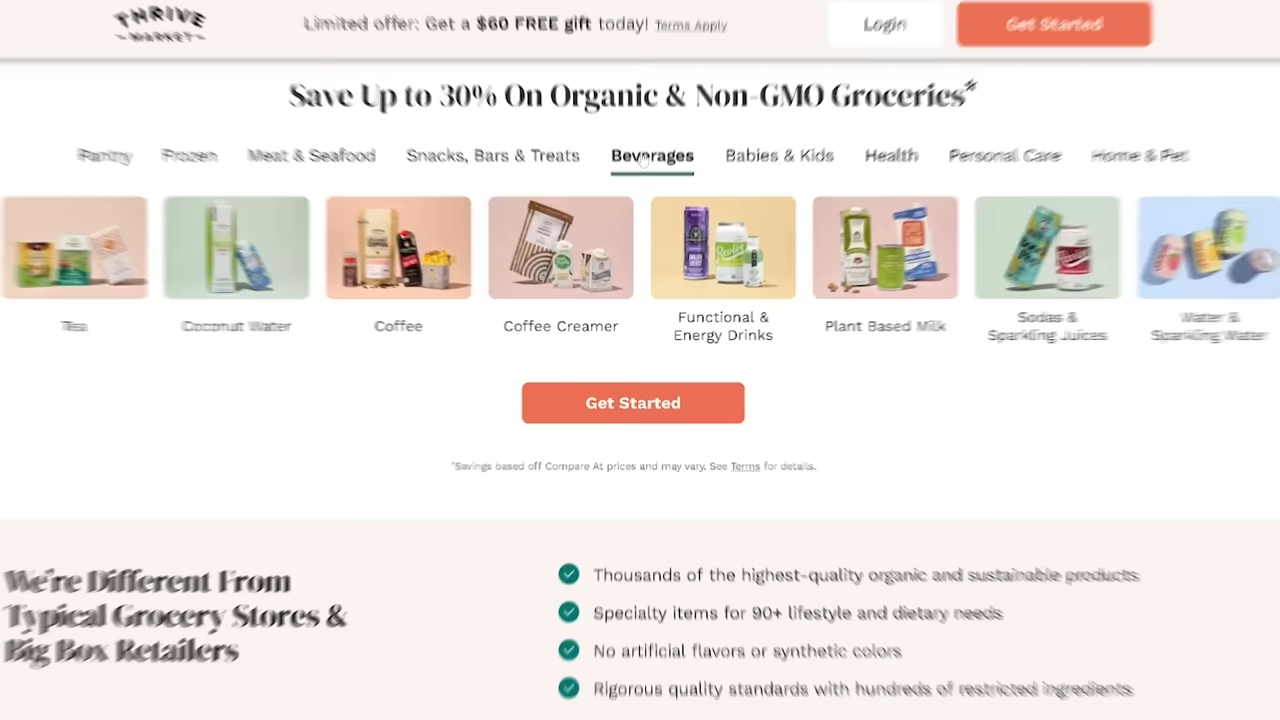 THRIVE
MARKET
Limited offer: Get a $60 FREE gift today! Terms Apply
Login
Get Started
Save Up to 30% On Organic & Non-GMO Groceries*
Pantry
Frozen
Meat & Seafood
Snacks, Bars & Treats
Beverages
Babies & Kids
Health
Personal Care
Home & Pet
Tea
Coconut Water
Coffee
Coffee Creamer
Functional &
Energy Drinks
Plant Based Milk
Sodas &
Sparkling Juices
Water &
Sparkling Water
Get Started
*Savings based off Compare At prices and may vary. See Terms for details.
We're Different From
Typical Grocery Stores &
Big Box Retailers
Thousands of the highest-quality organic and sustainable products
Specialty items for 90+ lifestyle and dietary needs
No artificial flavors or synthetic colors
Rigorous quality standards with hundreds of restricted ingredients